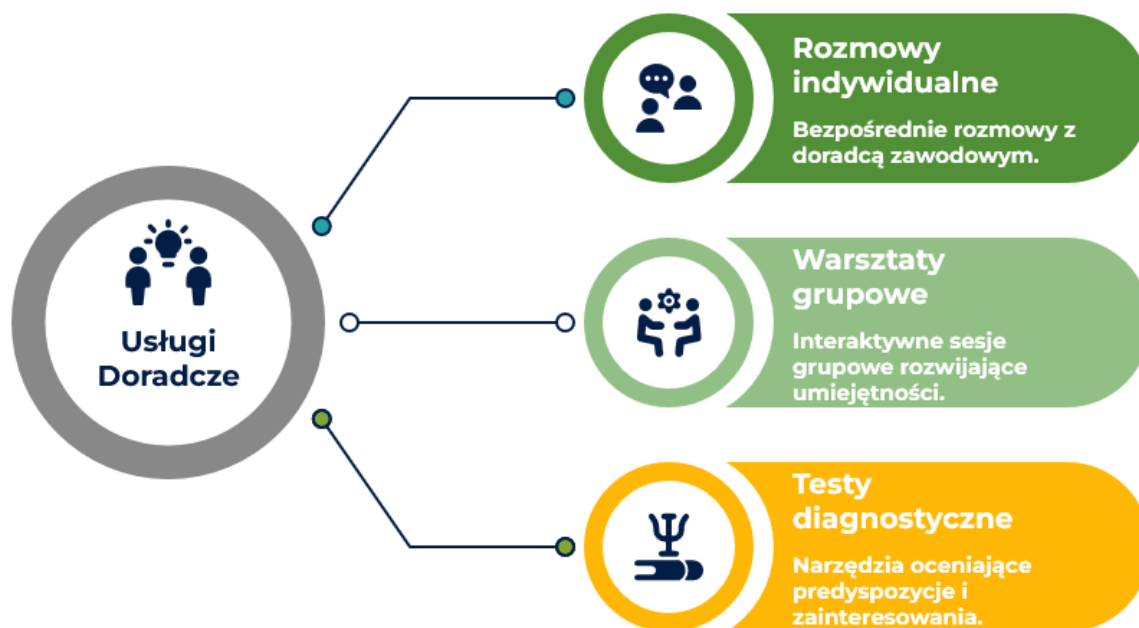 Usługi
Doradcze
Rozmowy
indywidualne
Bezpośrednie rozmowy z
doradcą zawodowym.
Warsztaty
grupowe
Interaktywne sesje
grupowe rozwijające
umiejętności.
Testy
diagnostyczne
Narzędzia oceniające
predyspozycje i
zainteresowania.